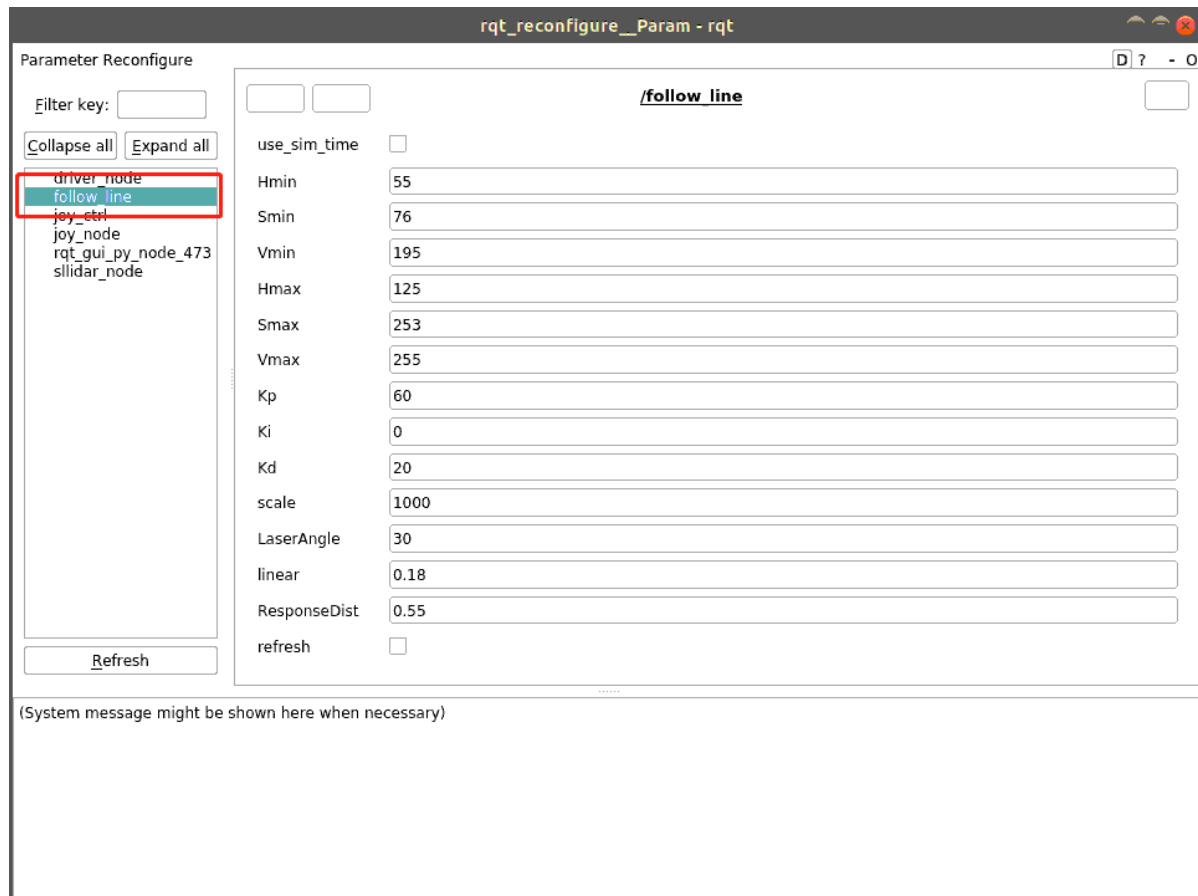 rqt_reconfigure__Param - rqt
Parameter Reconfigure
D ? - O
Filter key:
/follow_line
Collapse all Expand all
driver_node
follow_line
joy_ctrl
joy_node
rqt_gui_py_node_473
sllidar_node
Refresh
use_sim_time
Hmin 55
Smin 76
Vmin 195
Hmax 125
Smax 253
Vmax 255
Kp 60
Ki 0
Kd 20
scale 1000
LaserAngle 30
linear 0.18
ResponseDist 0.55
refresh
(System message might be shown here when necessary)